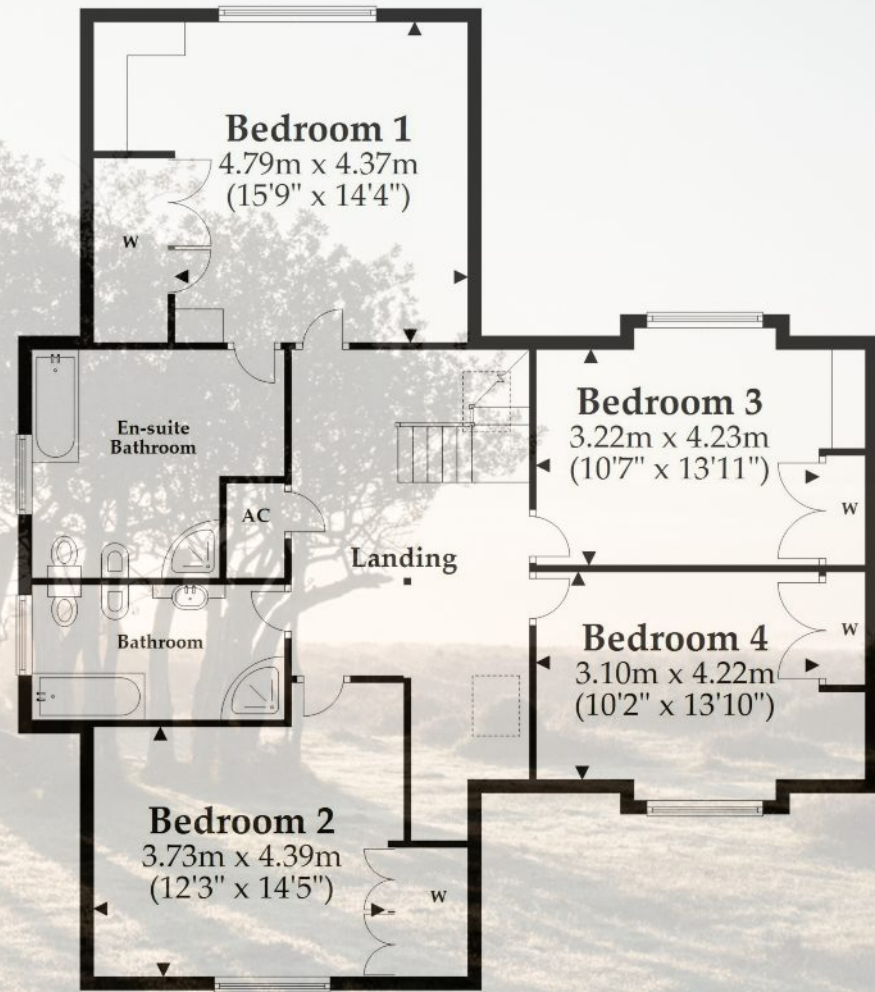 Bedroom 1
4.79m x 4.37m
(15'9" x 14'4")
W
En-suite
Bathroom
AC
Landing
Bedroom 3
3.22m x 4.23m
(10'7" x 13'11")
W
Bathroom
Bedroom 4
3.10m x 4.22m
(10'2" x 13'10")
W
Bedroom 2
3.73m x 4.39m
(12'3" x 14'5")
W